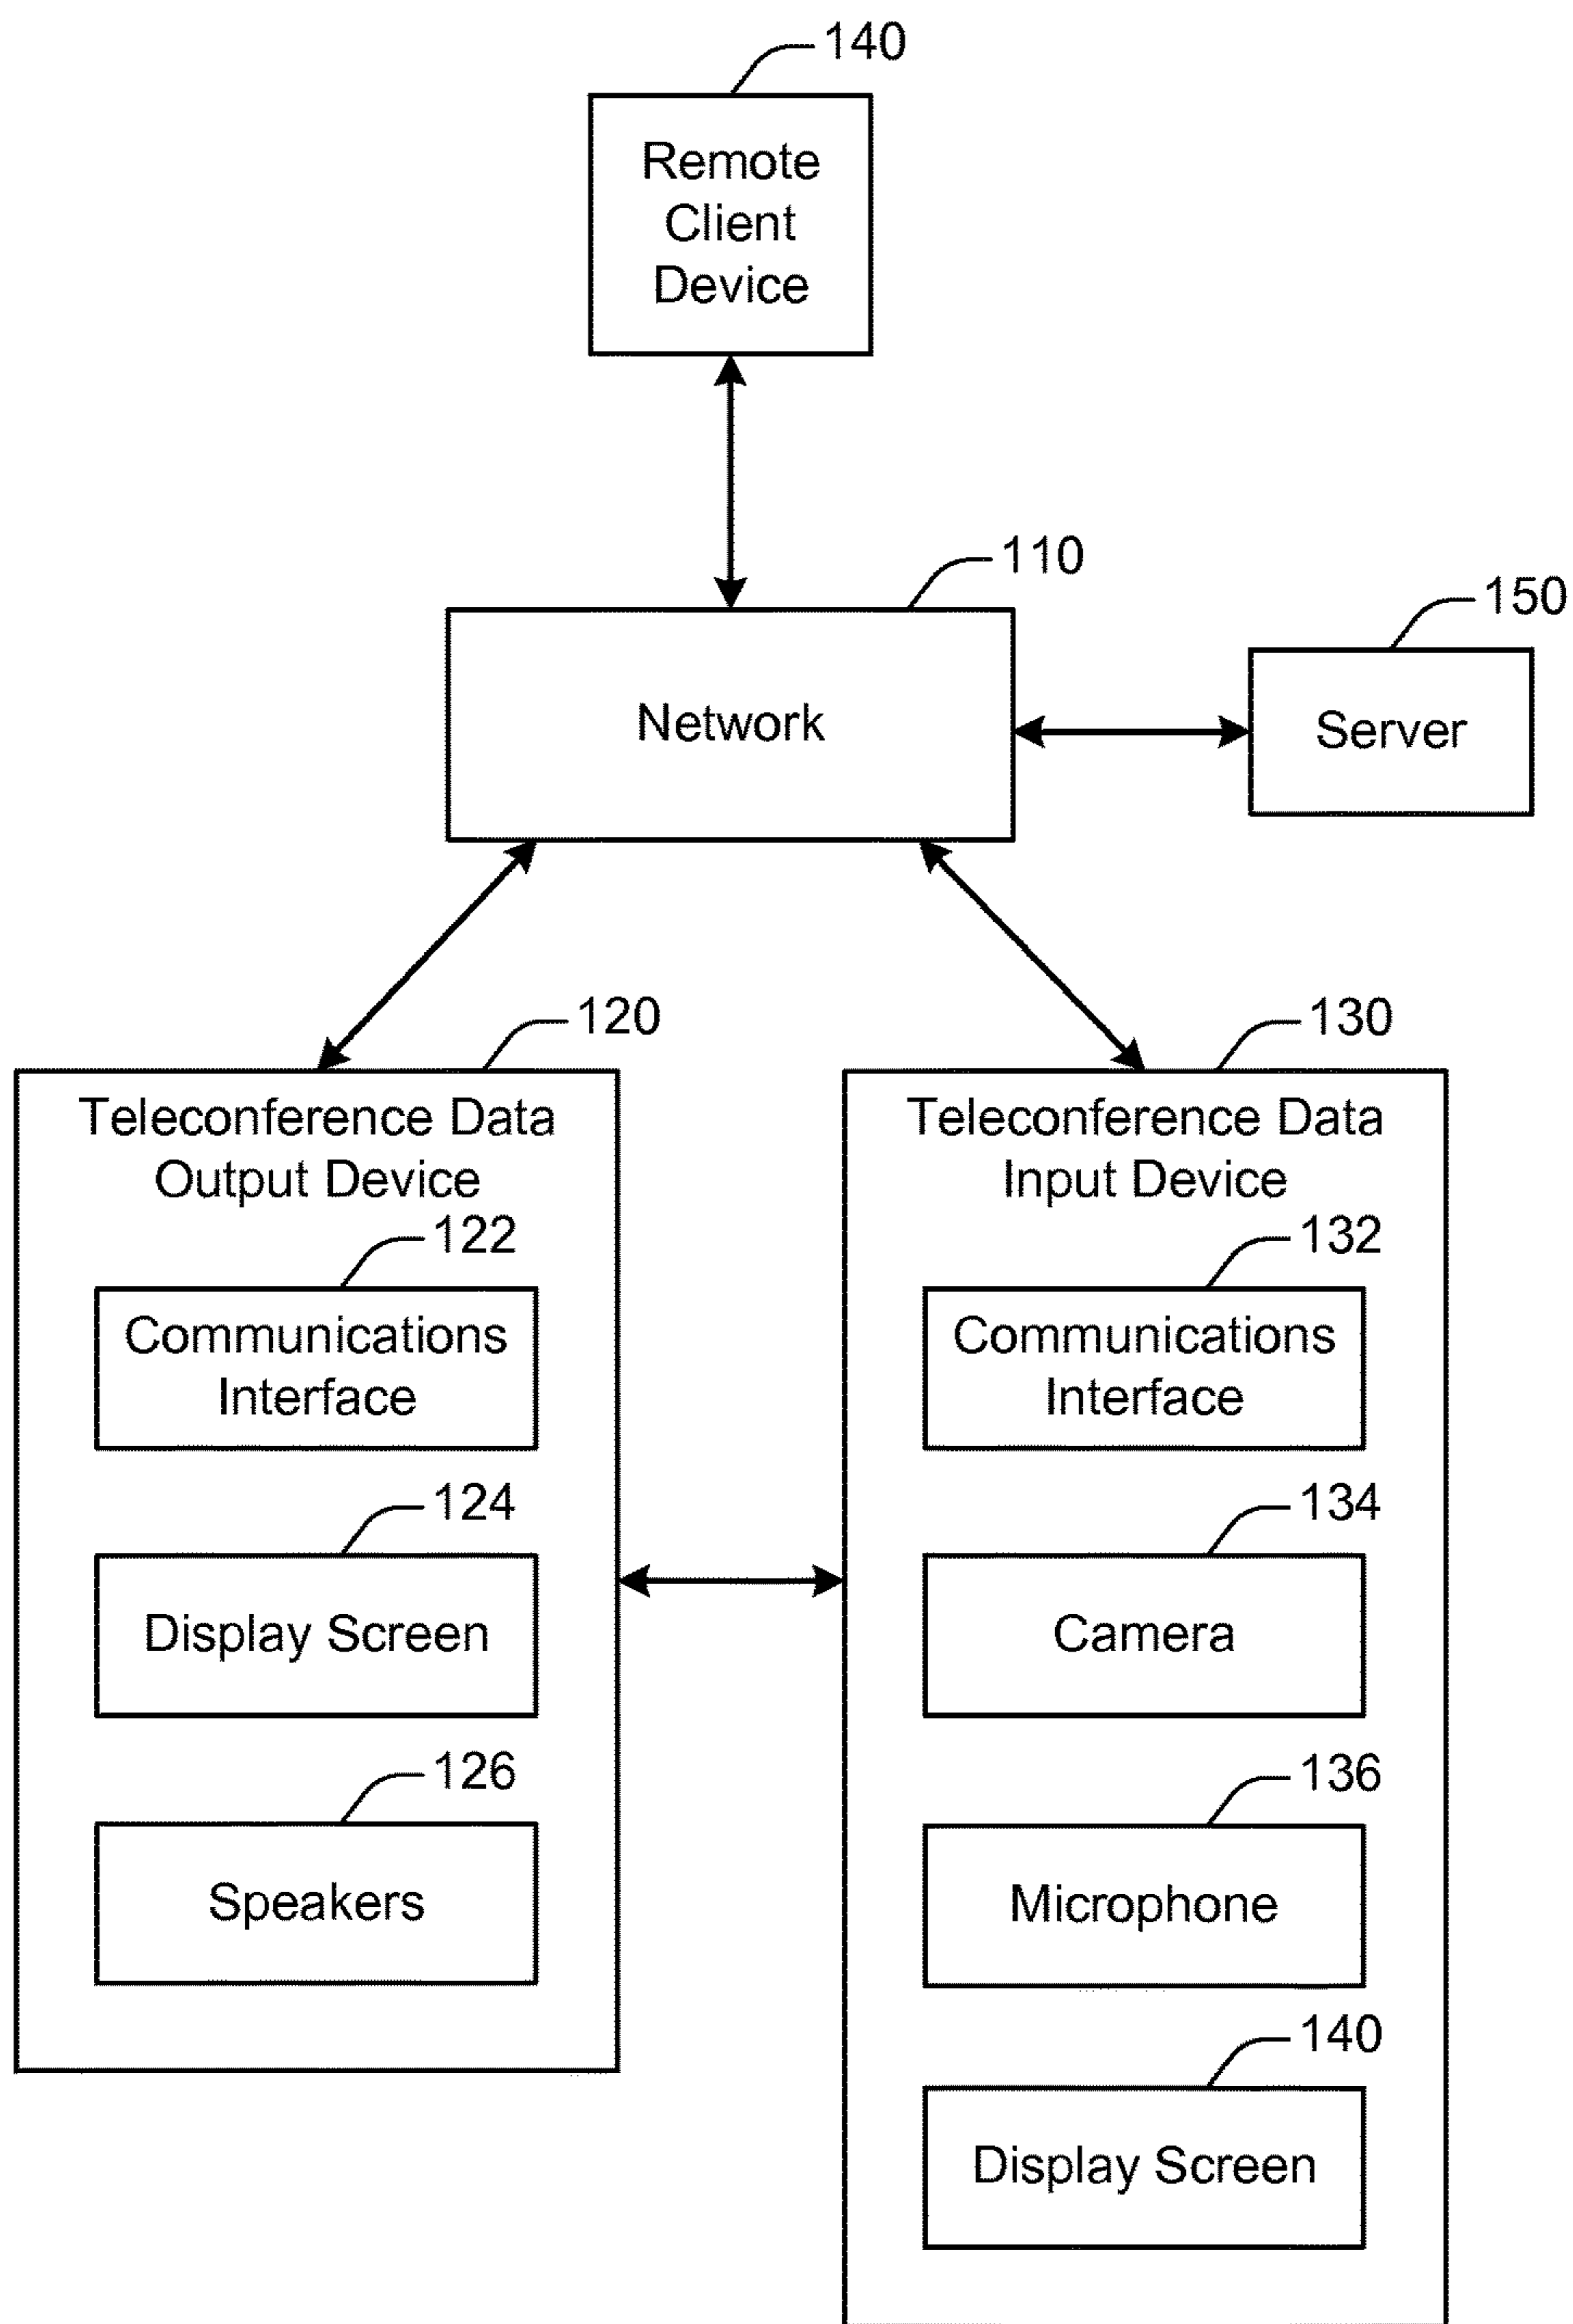 140
Remote
Client
Device
110
Network
150
Server
120
Teleconference Data
Output Device
122
Communications
Interface
124
Display Screen
126
Speakers
130
Teleconference Data
Input Device
132
Communications
Interface
134
Camera
136
Microphone
140
Display Screen